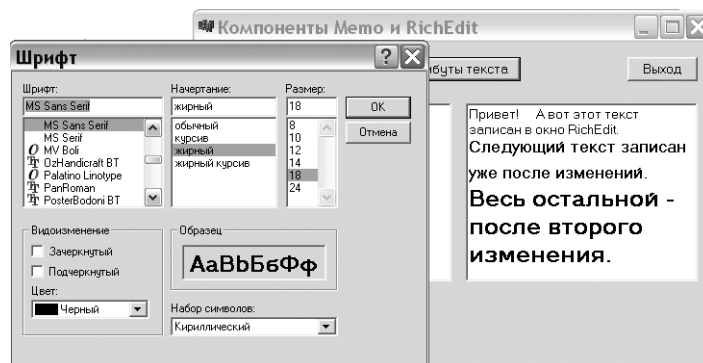 Компоненты Memo и RichEdit
Шрифт
буты текста
Выход
Шрифт:
Начертание:
Размер:
MS Sans Serif
жирный
18
OK
Отмена
MS Sans Serif
MS Serif
MV Boli
OzHandicraft BT
Palatino Linotype
PanRoman
PosterBodoni BT
обычный
курсив
жирный
жирный курсив
8
10
12
14
18
24
Видоизменение
Зачеркнутый
Подчеркнутый
Цвет:
Черный
Образец
АаBbБбФф
Набор символов:
Кириллический
Привет! А вот этот текст
записан в окно RichEdit.
Следующий текст записан
уже после изменений.
Весь остальной -
после второго
изменения.